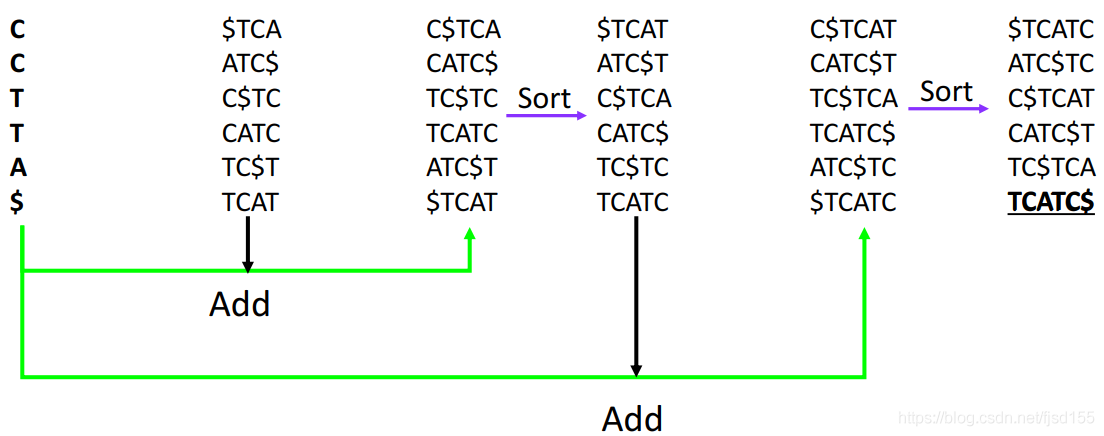 C $TCA C$TCA $TCAT C$TCAT $TCATC
C ATC$ CATC$ ATC$T CATC$T ATC$TC
T C$TC TC$TC Sort C$TCA TC$TCA Sort C$TCAT
T CATC TCATC CATC$ TCATC$ CATC$T
A TC$T ATC$T TC$TC ATC$TC TC$TCA
$ TCAT $TCAT TCATC $TCATC TCATC$
Add
Add
https://blog.csdn.net/fjsd155